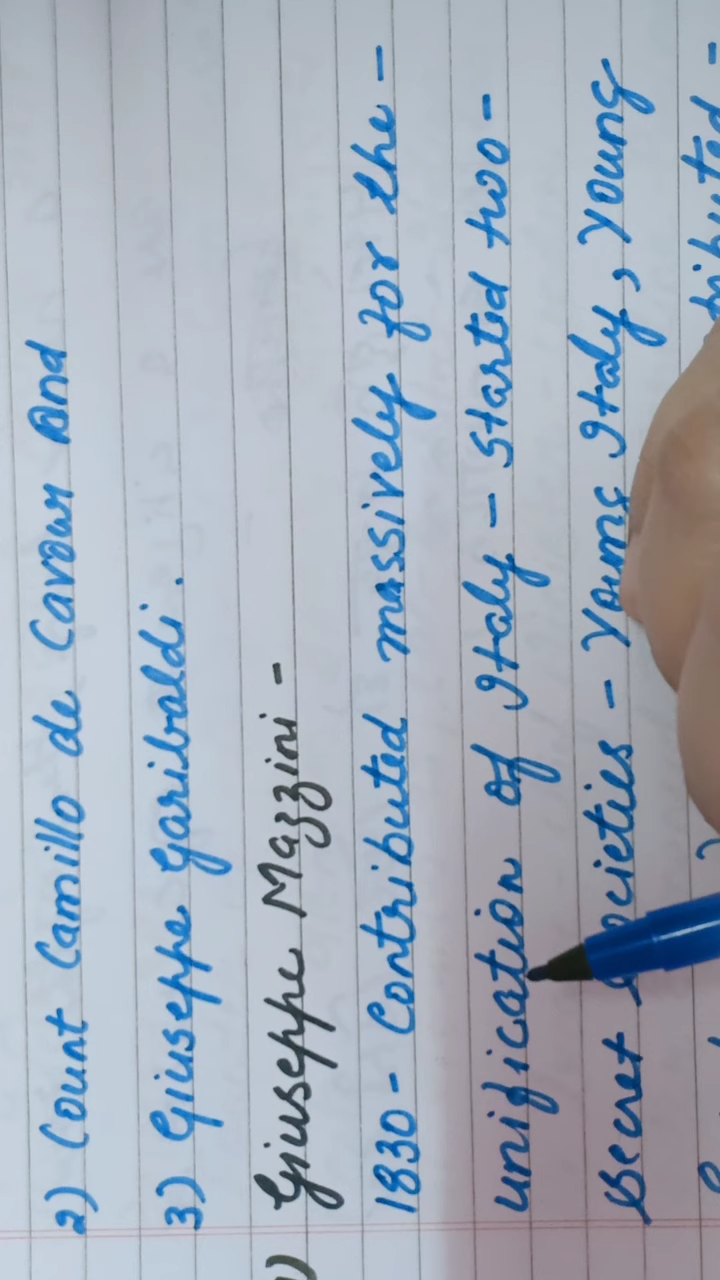 2) Count Camillo de Cavour And
3) Giuseppe Garibaldi.
1) Giuseppe Mazzini -
1830 - Contributed massively for the -
unification of Italy - Started two -
secret societies - Young Italy, Young